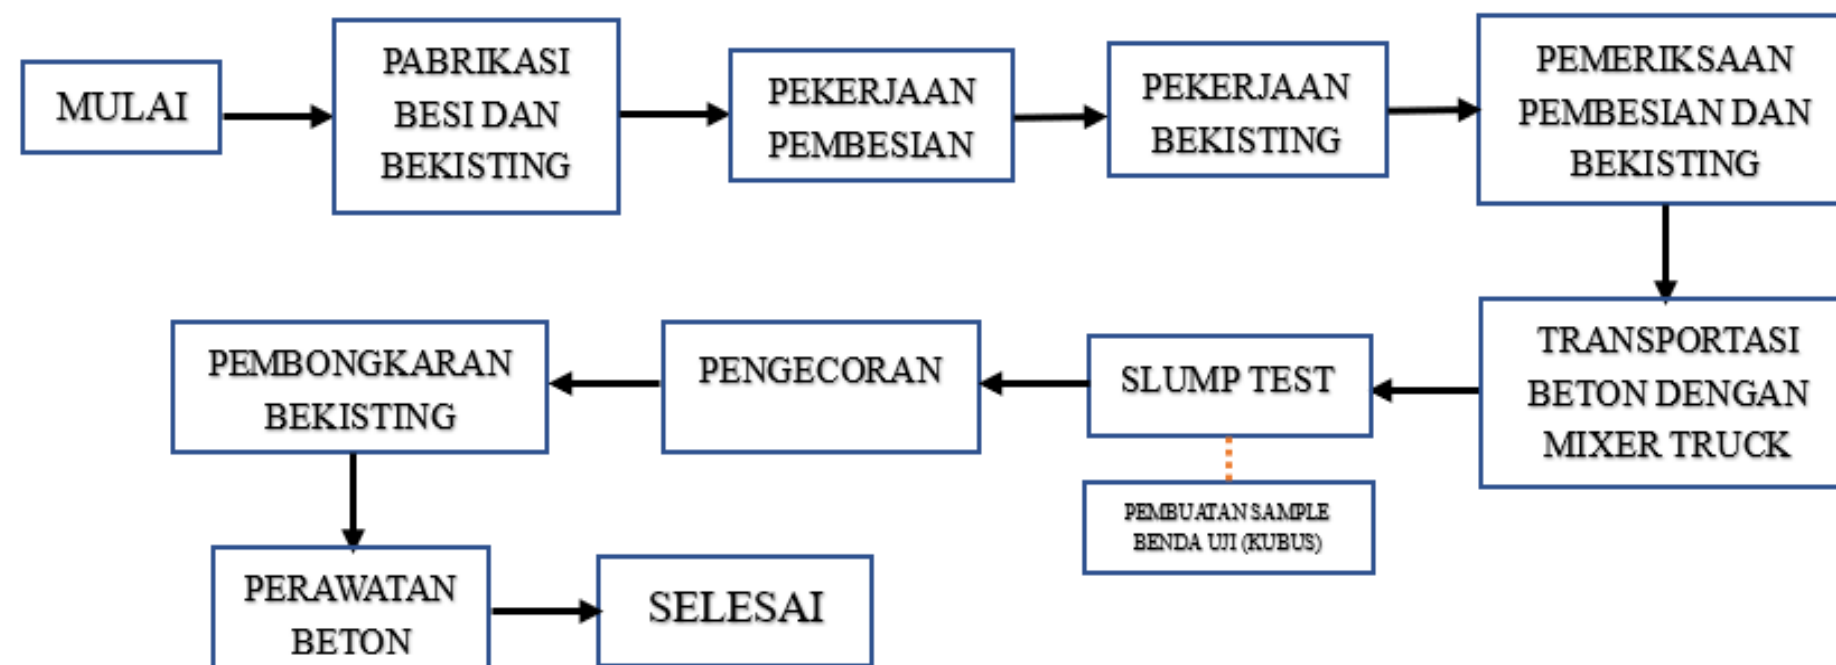 MULAI
PABRIKASI
BESI DAN
BEKISTING
PEKERJAAN
PEMBESIAN
PEKERJAAN
BEKISTING
PEMERIKSAAN
PEMBESIAN DAN
BEKISTING
TRANSPORTASI
BETON DENGAN
MIXER TRUCK
SLUMP TEST
PEMBUATAN SAMPLE
BENDA UJI (KUBUS)
PENGECORAN
PEMBONGKARAN
BEKISTING
PERAWATAN
BETON
SELESAI